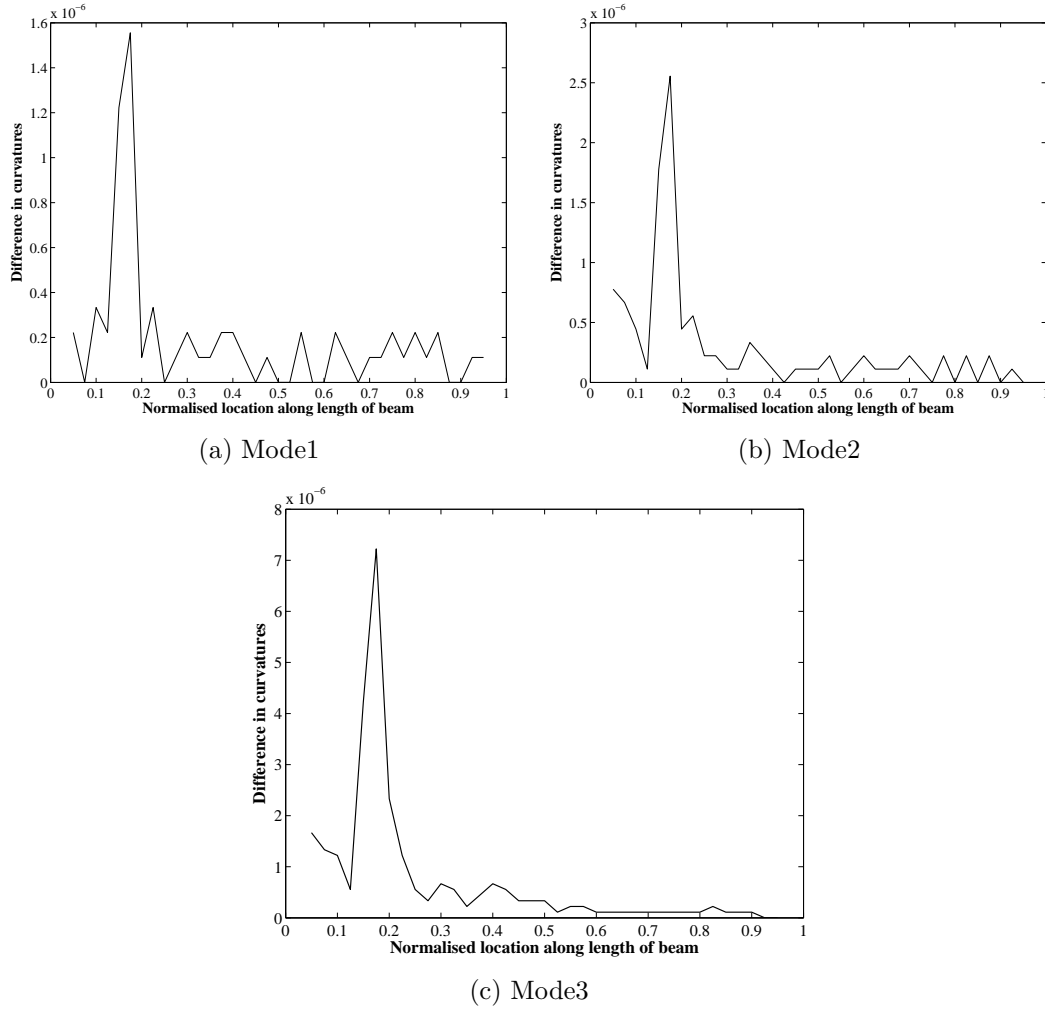 x 10⁻⁶
1.6
1.4
1.2
1
0.8
0.6
0.4
0.2
0
Difference in curvatures
0 0.1 0.2 0.3 0.4 0.5 0.6 0.7 0.8 0.9 1
Normalised location along length of beam
(a) Mode1
x 10⁻⁶
3
2.5
2
1.5
1
0.5
0
Difference in curvatures
0 0.1 0.2 0.3 0.4 0.5 0.6 0.7 0.8 0.9 1
Normalised location along length of beam
(b) Mode2
x 10⁻⁶
8
7
6
5
4
3
2
1
0
Difference in curvatures
0 0.1 0.2 0.3 0.4 0.5 0.6 0.7 0.8 0.9 1
Normalised location along length of beam
(c) Mode3